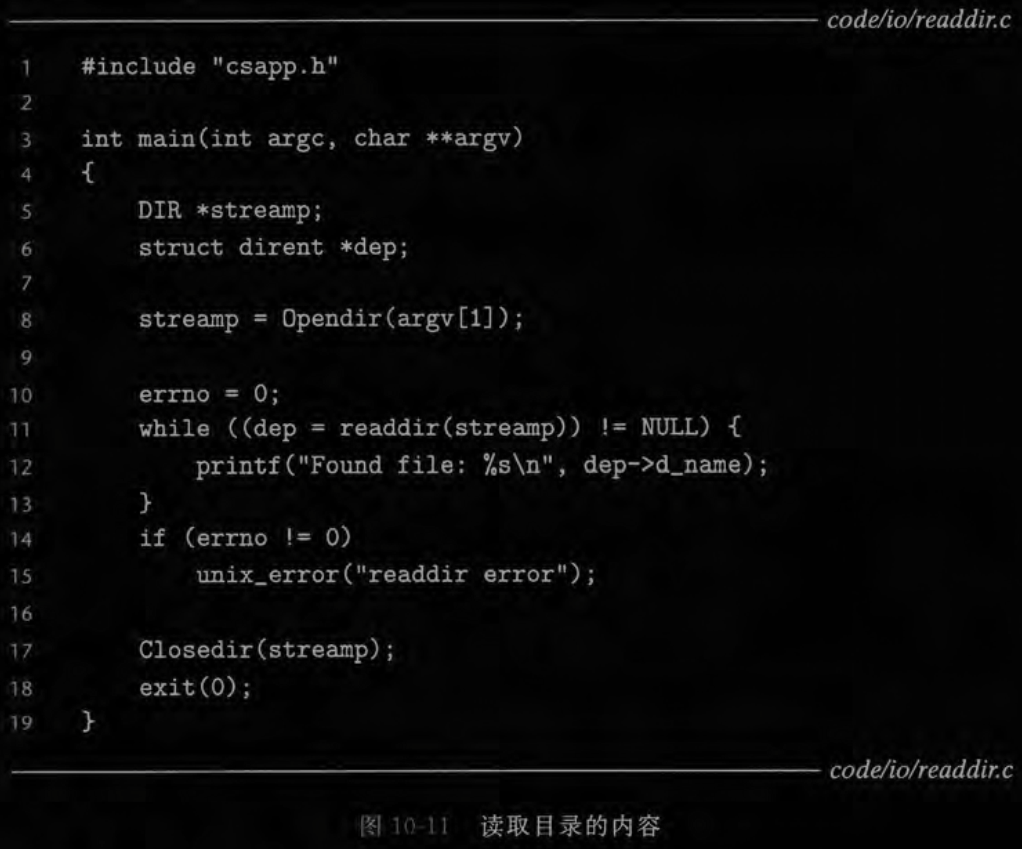 code/io/readdir.c
1 #include "csapp.h"
2
3 int main(int argc, char **argv)
4 {
5 DIR *streamp;
6 struct dirent *dep;
7
8 streamp = Opendir(argv[1]);
9
10 errno = 0;
11 while ((dep = readdir(streamp)) != NULL) {
12 printf("Found file: %s\n", dep->d_name);
13 }
14 if (errno != 0)
15 unix_error("readdir error");
16
17 Closedir(streamp);
18 exit(0);
19 }
code/io/readdir.c
图 10-11 读取目录的内容